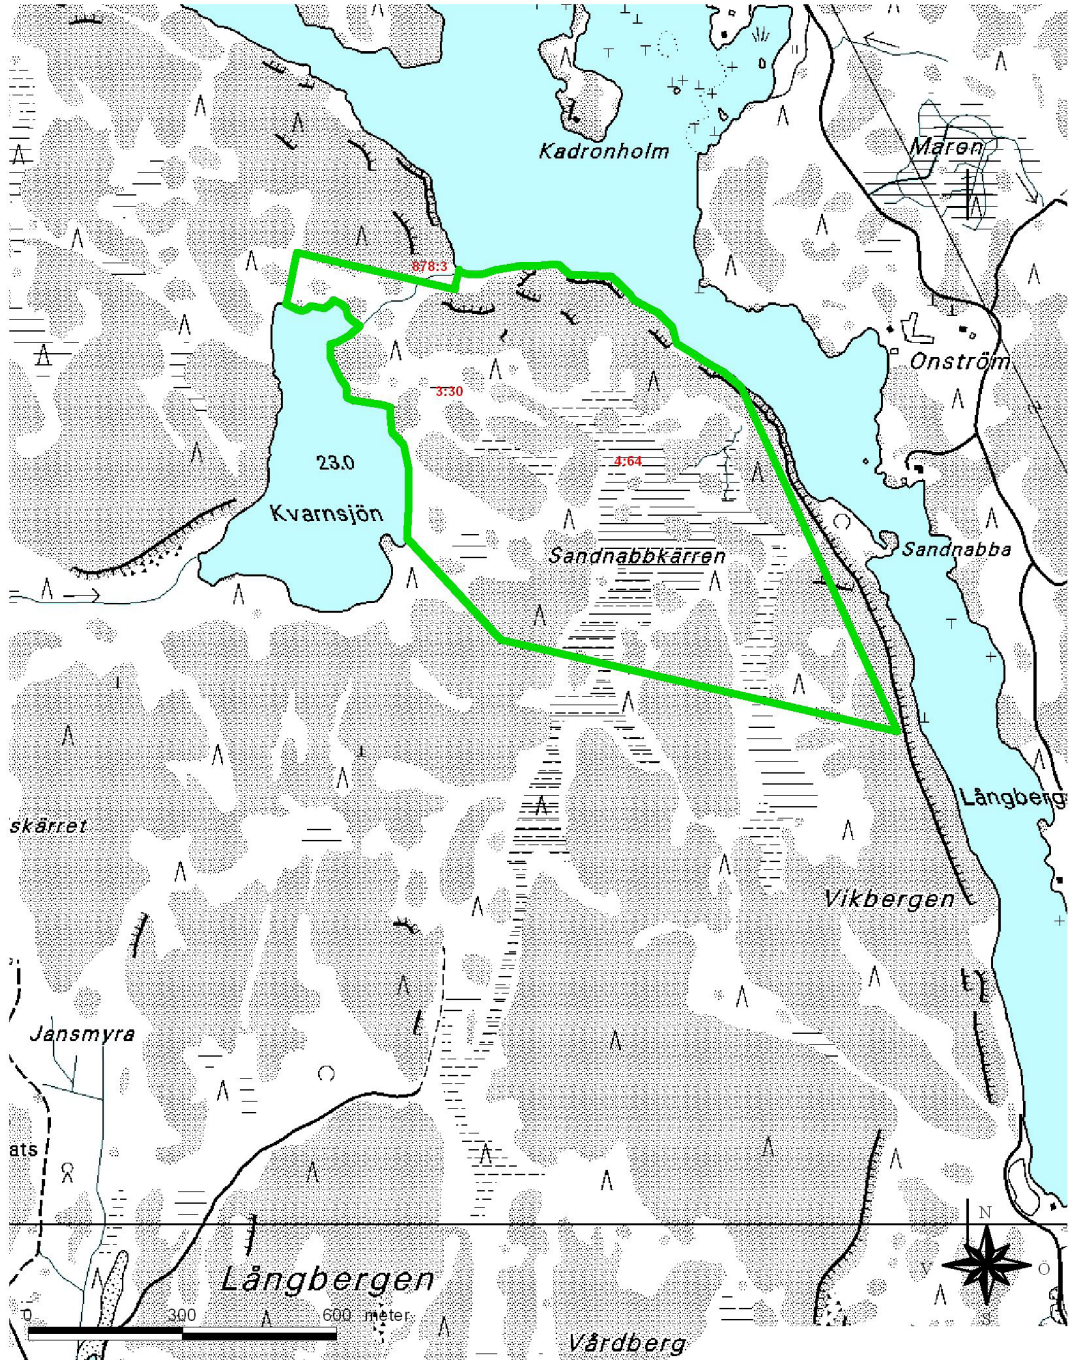 Kadronholm
Maren
878:3
Onström
3:30
4:64
23.0
Kvarnsjön
Sandnabbkärren
Sandnabba
Långberg
skärret
Vikbergen
Jansmyra
ats
N
V Ö
S
Långbergen
0 300 600 meter
Vårdberg